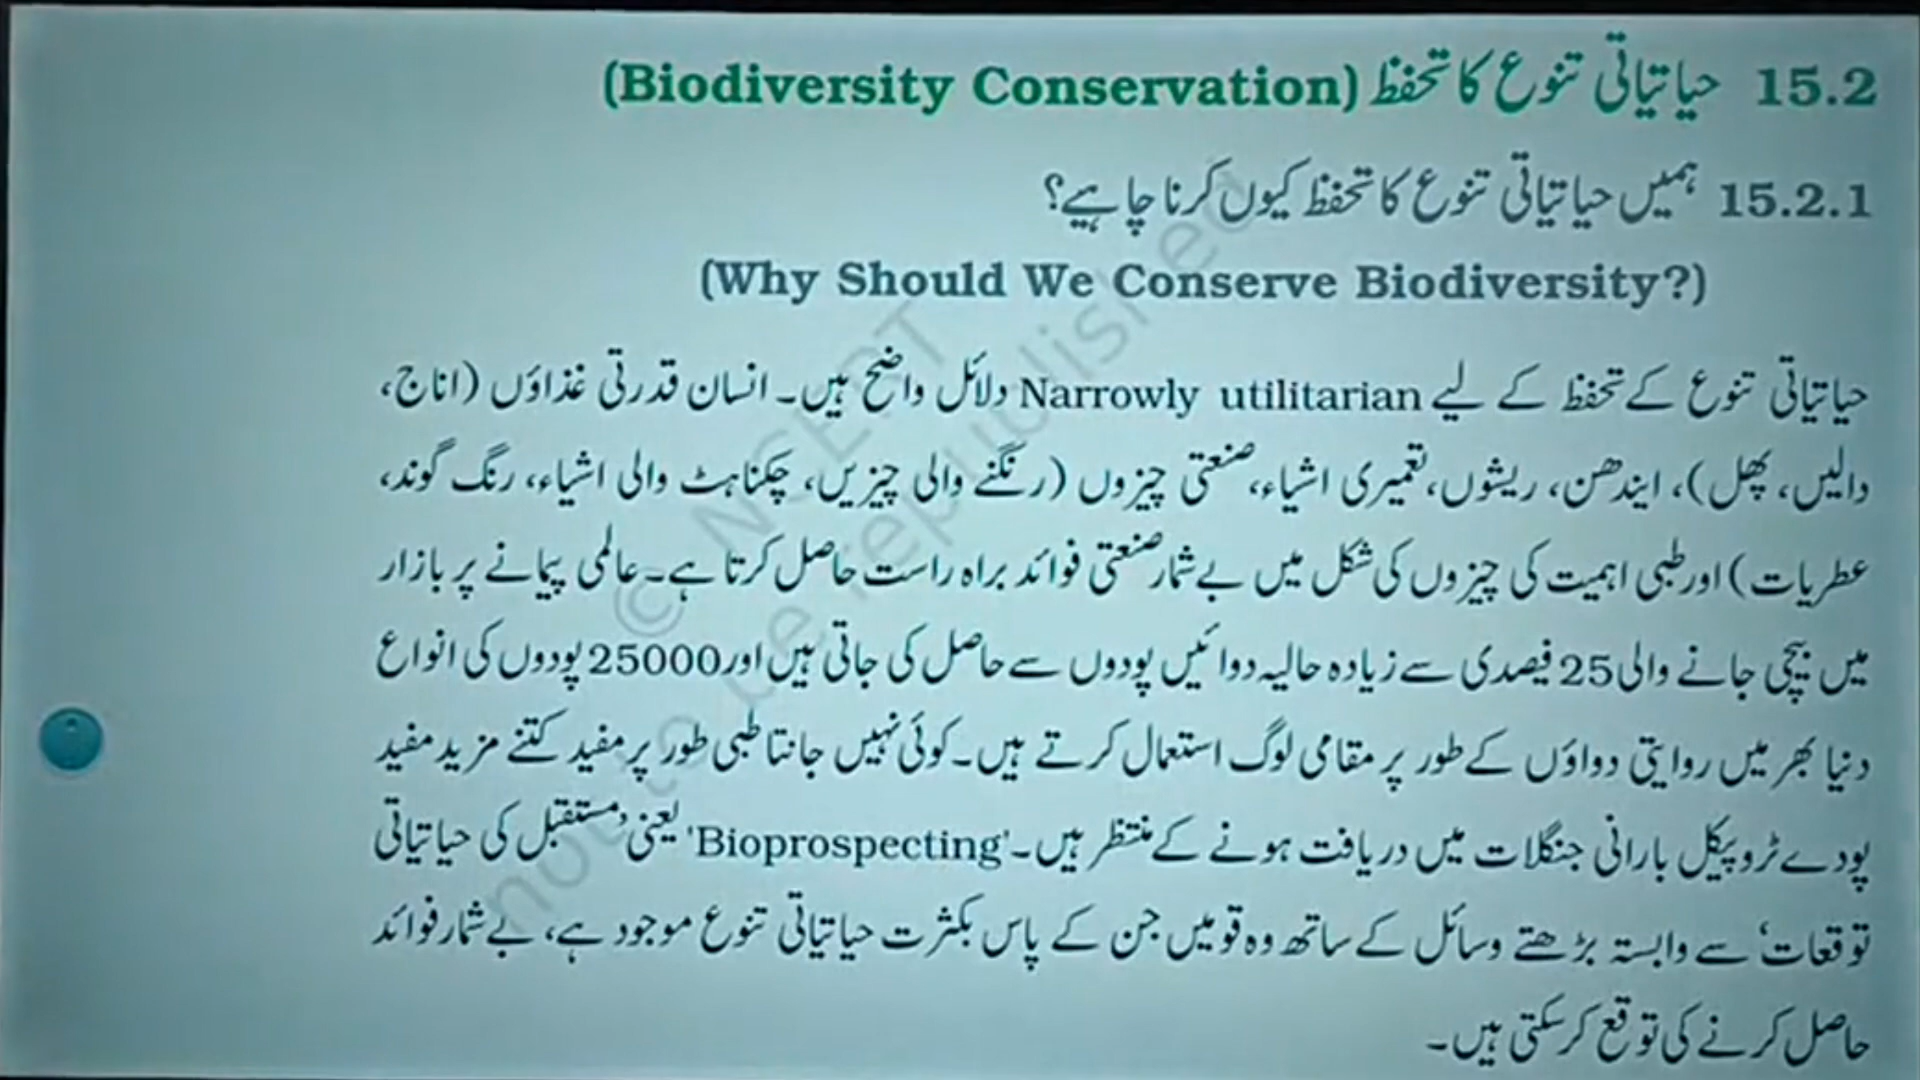 15.2 حیاتیاتی تنوع کا تحفظ (Biodiversity Conservation)
15.2.1 ہمیں حیاتیاتی تنوع کا تحفظ کیوں کرنا چاہیے؟
(Why Should We Conserve Biodiversity?)
حیاتیاتی تنوع کے تحفظ کے لیے Narrowly utilitarian دلائل واضح ہیں۔ انسان قدرتی غذاؤں (اناج،
دالیں، پھل)، ایندھن، ریشوں، تعمیری اشیاء، صنعتی چیزوں (رنگنے والی چیزیں، چکناہٹ والی اشیاء، رنگ گوند،
عطریات) اور طبی اہمیت کی چیزوں کی شکل میں بے شمار صنعتی فوائد براہ راست حاصل کرتا ہے۔ عالمی پیمانے پر بازار
میں بیچی جانے والی 25 فیصدی سے زیادہ حالیہ دوائیں پودوں سے حاصل کی جاتی ہیں اور 25000 پودوں کی انواع
دنیا بھر میں روایتی دواؤں کے طور پر مقامی لوگ استعمال کرتے ہیں۔ کوئی نہیں جانتا طبی طور پر مفید کتنے مزید مفید
پودے ٹروپیکل بارانی جنگلات میں دریافت ہونے کے منتظر ہیں۔ 'Bioprospecting' یعنی ’مستقبل کی حیاتیاتی
توقعات‘ سے وابستہ بڑھتے وسائل کے ساتھ وہ قومیں جن کے پاس بکثرت حیاتیاتی تنوع موجود ہے، بے شمار فوائد
حاصل کرنے کی توقع کرسکتی ہیں۔
© NSERT
not to be republished